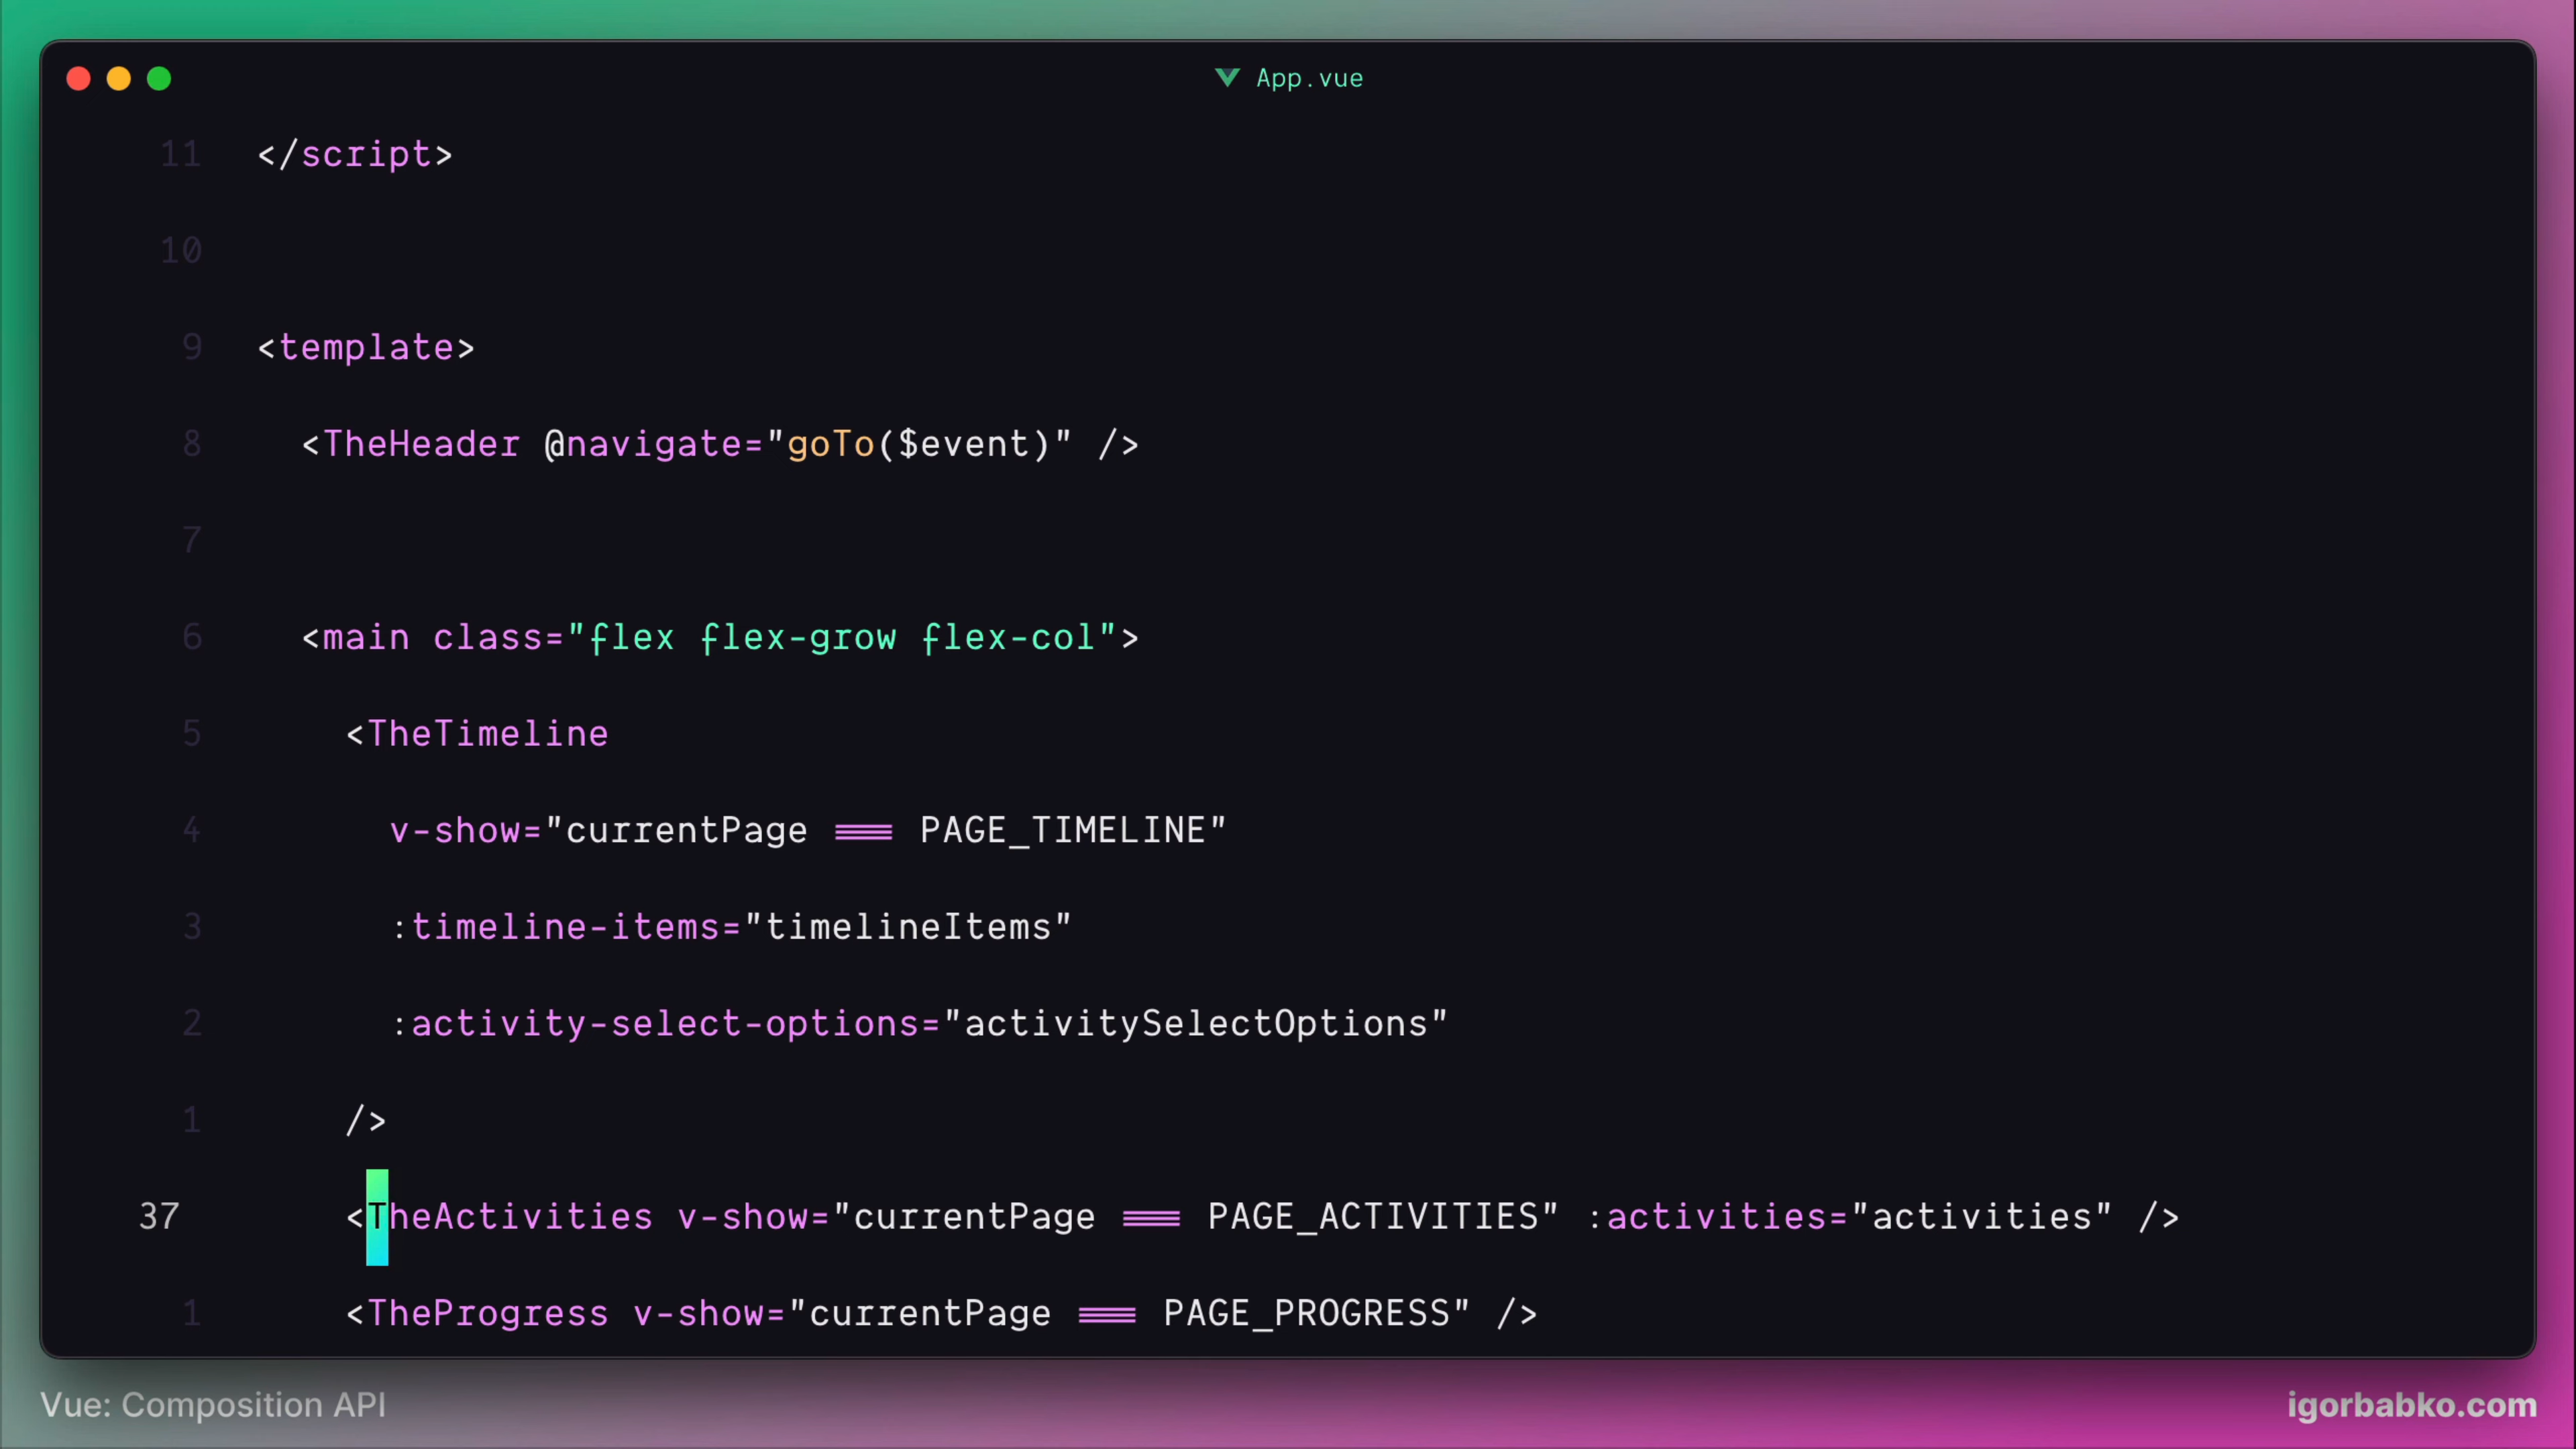 App.vue
11 </script>
10
9 <template>
8 <TheHeader @navigate="goTo($event)" />
7
6 <main class="flex flex-grow flex-col">
5 <TheTimeline
4 v-show="currentPage === PAGE_TIMELINE"
3 :timeline-items="timelineItems"
2 :activity-select-options="activitySelectOptions"
1 />
37 <TheActivities v-show="currentPage === PAGE_ACTIVITIES" :activities="activities" />
1 <TheProgress v-show="currentPage === PAGE_PROGRESS" />
Vue: Composition API
igorbabko.com